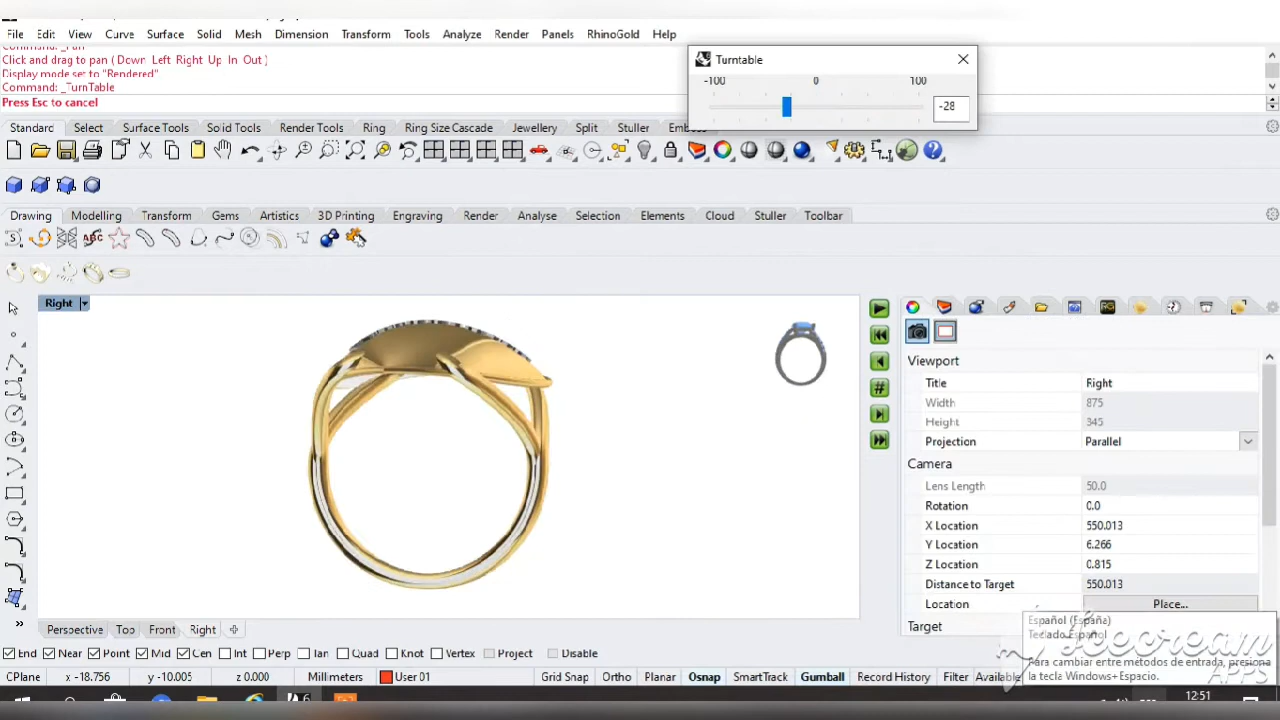 File Edit View Curve Surface Solid Mesh Dimension Transform Tools Analyze Render Panels RhinoGold Help
Click and drag to pan ( Down Left Right Up In Out )
Display mode set to "Rendered"
Command: _TurnTable
Press Esc to cancel
Turntable
-100 0 100
-28
Standard Select Surface Tools Solid Tools Render Tools Ring Ring Size Cascade Jewellery Split Stuller
Drawing Modelling Transform Gems Artistics 3D Printing Engraving Render Analyse Selection Elements Cloud Stuller Toolbar
ABC
Right
RG
Viewport
Title Right
Width 875
Height 345
Projection Parallel
Camera
Lens Length 50.0
Rotation 0.0
X Location 550.013
Y Location 6.266
Z Location 0.815
Distance to Target 550.013
Location Place...
Target
Español (España)
Teclado Español
Para cambiar entre métodos de entrada, presiona
la tecla Windows+Espacio.
Icecream
APPS
Perspective Top Front Right
End Near Point Mid Cen Int Perp Tan Quad Knot Vertex Project Disable
CPlane x -18.756 y -10.005 z 0.000 Millimeters User 01 Grid Snap Ortho Planar Osnap SmartTrack Gumball Record History Filter
12:51